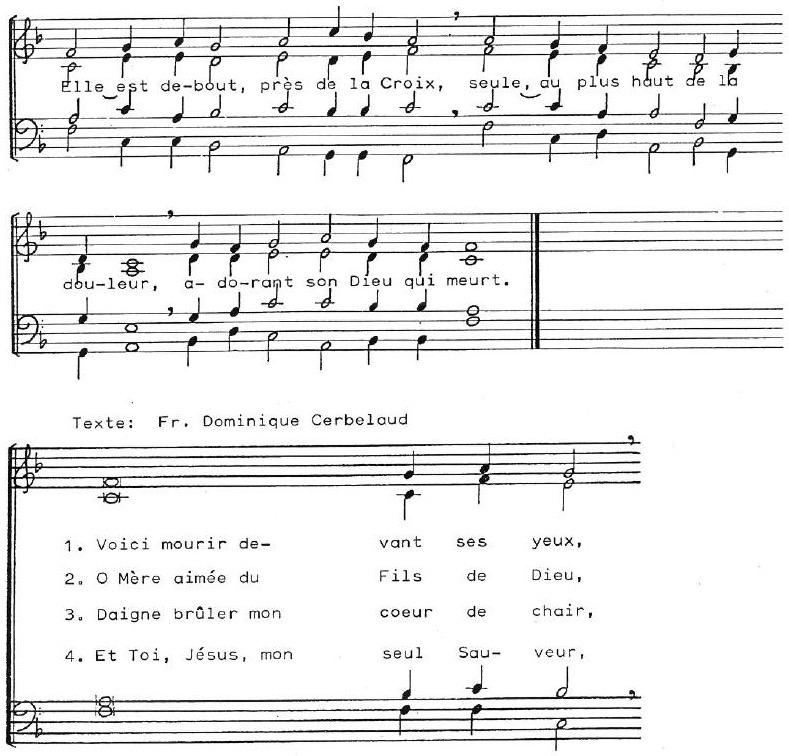 Elle est de-bout, près de la Croix, seule, au plus haut de la
dou-leur, a- do-rant son Dieu qui meurt.
Texte: Fr. Dominique Cerbelaud
1. Voici mourir de- vant ses yeux,
2. O Mère aimée du Fils de Dieu,
3. Daigne brûler mon coeur de chair,
4. Et Toi, Jésus, mon seul Sau- veur,